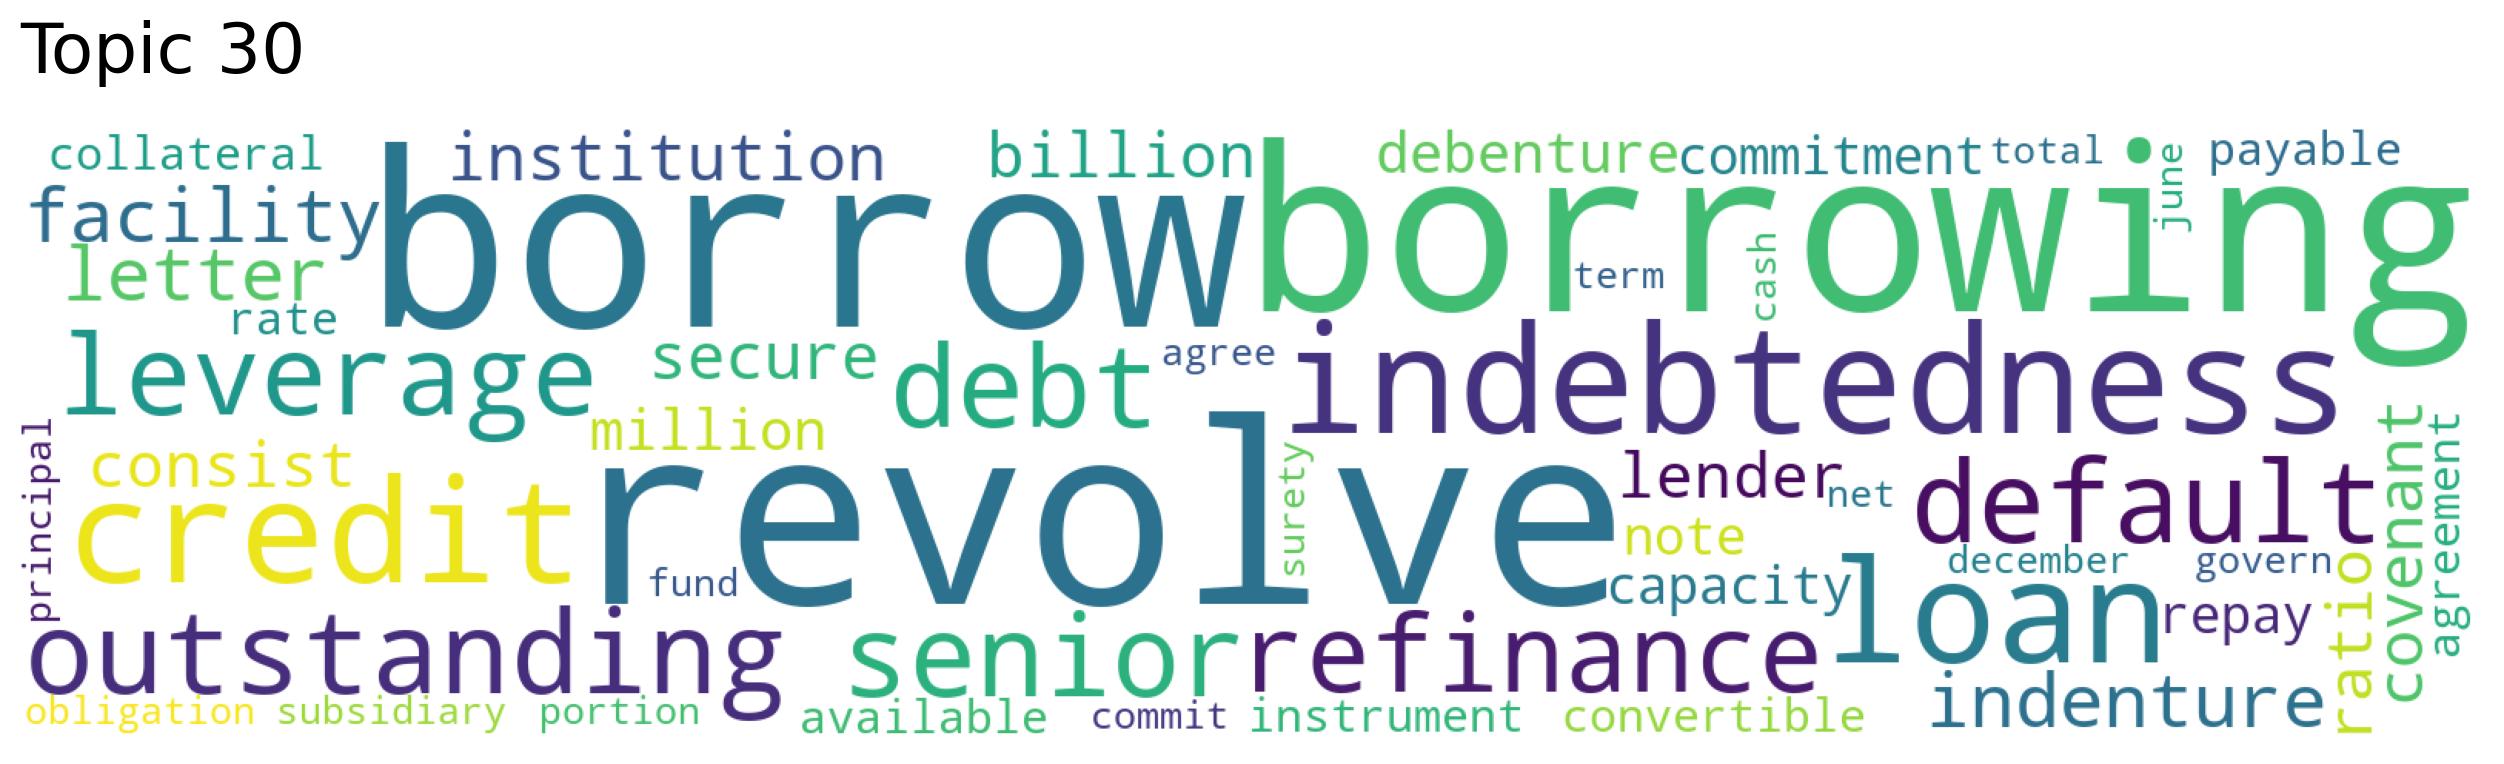 Topic 30
collateral
institution
billion
debenture
commitment
total
june
payable
facility
borrow
borrowing
letter
term
cash
rate
leverage
secure
debt
agree
indebtedness
principal
million
consist
credit
revolve
surety
lender
net
default
covenant
agreement
note
fund
capacity
loan
december
govern
repay
ratio
outstanding
senior
refinance
indenture
obligation
subsidiary
portion
available
commit
instrument
convertible